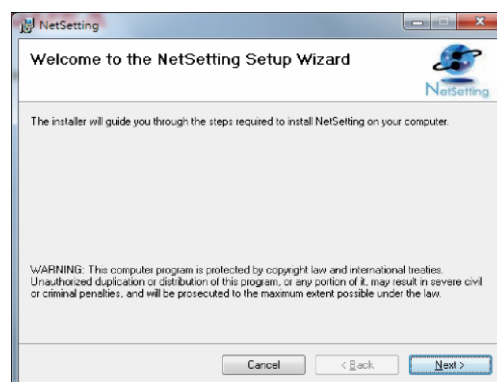 NetSetting
Welcome to the NetSetting Setup Wizard
NetSetting
The installer will guide you through the steps required to install NetSetting on your computer.
WARNING: This computer program is protected by copyright law and international treaties.
Unauthorized duplication or distribution of this program, or any portion of it, may result in severe civil
or criminal penalties, and will be prosecuted to the maximum extent possible under the law.
Cancel < Back Next >